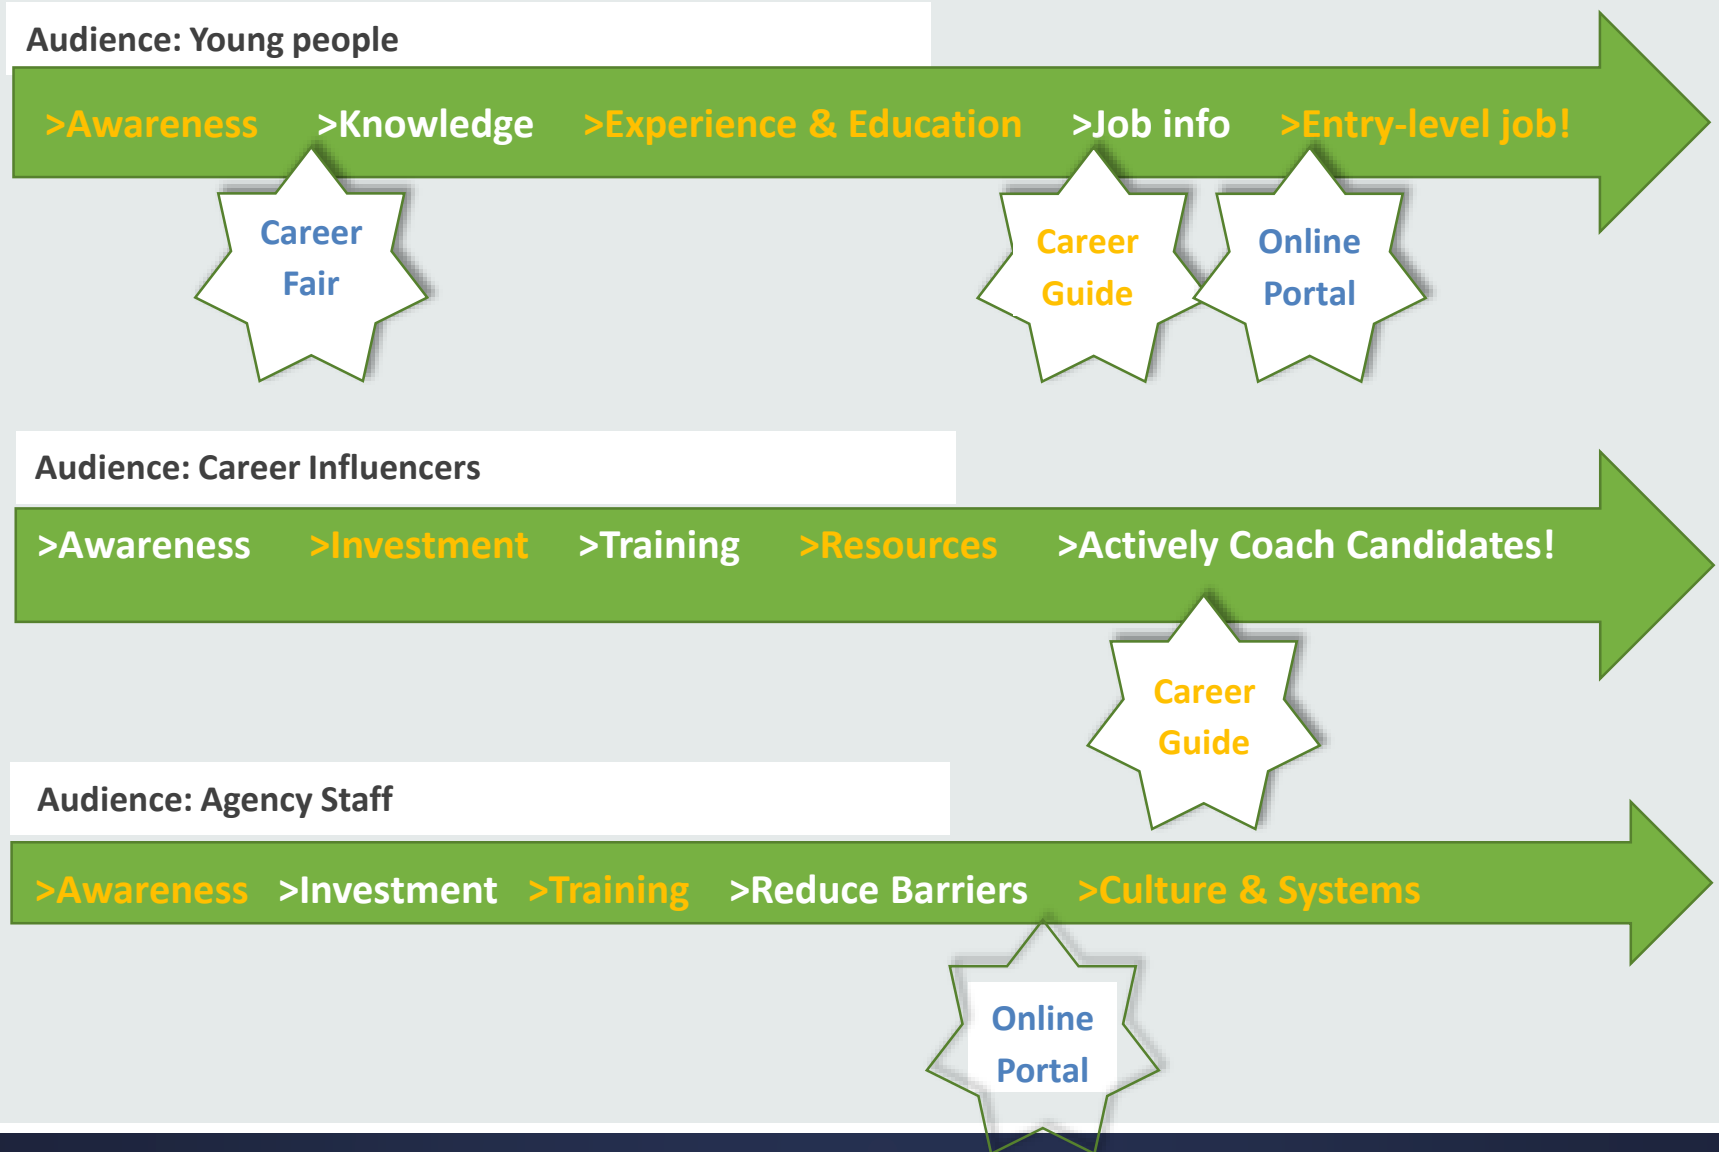 Audience: Young people
>Awareness >Knowledge >Experience & Education >Job info >Entry-level job!
Career
Fair
Career
Guide
Online
Portal
Audience: Career Influencers
>Awareness >Investment >Training >Resources >Actively Coach Candidates!
Career
Guide
Audience: Agency Staff
>Awareness >Investment >Training >Reduce Barriers >Culture & Systems
Online
Portal